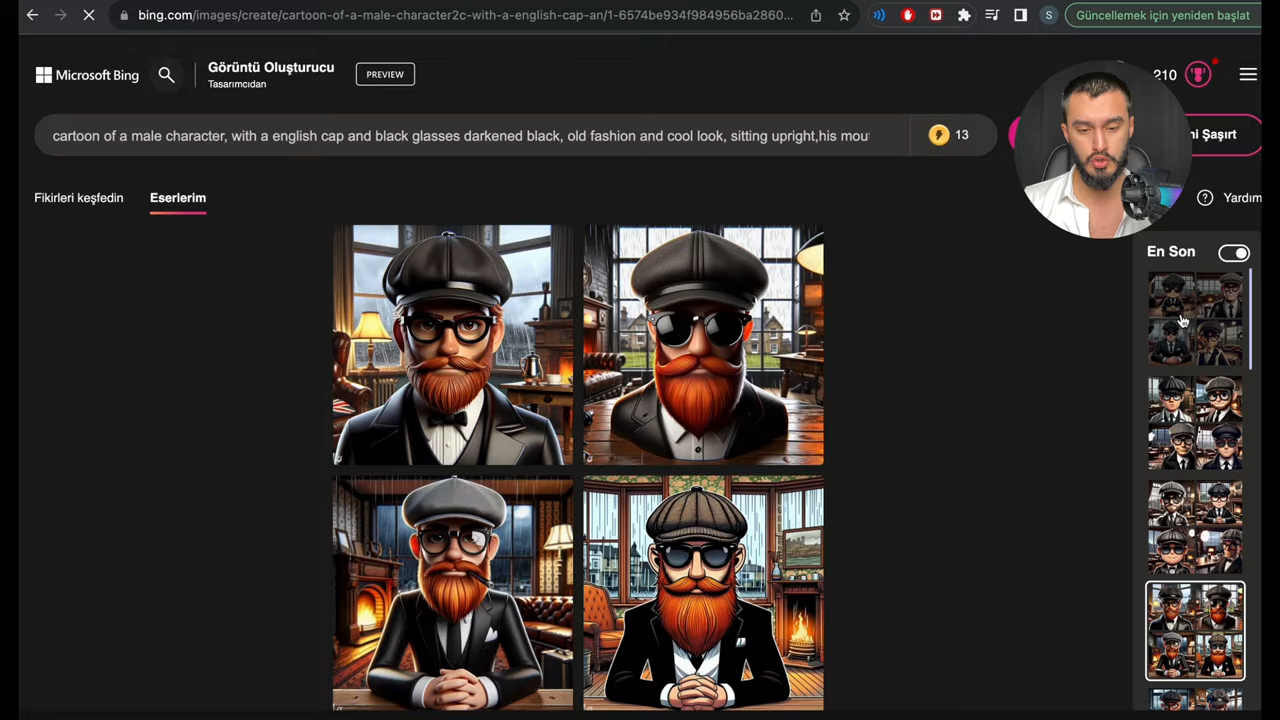 bing.com/images/create/cartoon-of-a-male-character2c-with-a-english-cap-an/1-6574be934f984956ba2860...
S
Güncellemek için yeniden başlat
Microsoft Bing
Görüntü Oluşturucu
Tasarımcıdan
PREVIEW
210
cartoon of a male character, with a english cap and black glasses darkened black, old fashion and cool look, sitting upright,his mou
13
ni Şaşırt
Fikirleri keşfedin
Eserlerim
Yardım
En Son